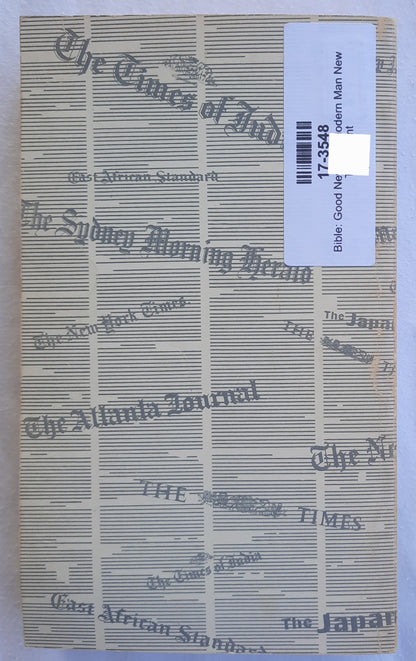 The Times of Ind
East African Standard
The Sydney Morning Herald
The New York Times
The Japan
THE
The Atlanta Journal
The Ne
THE TIMES
The Times of India
East African Standard
The Japan
17-3548
Bible: Good Ne odern Man New
nt